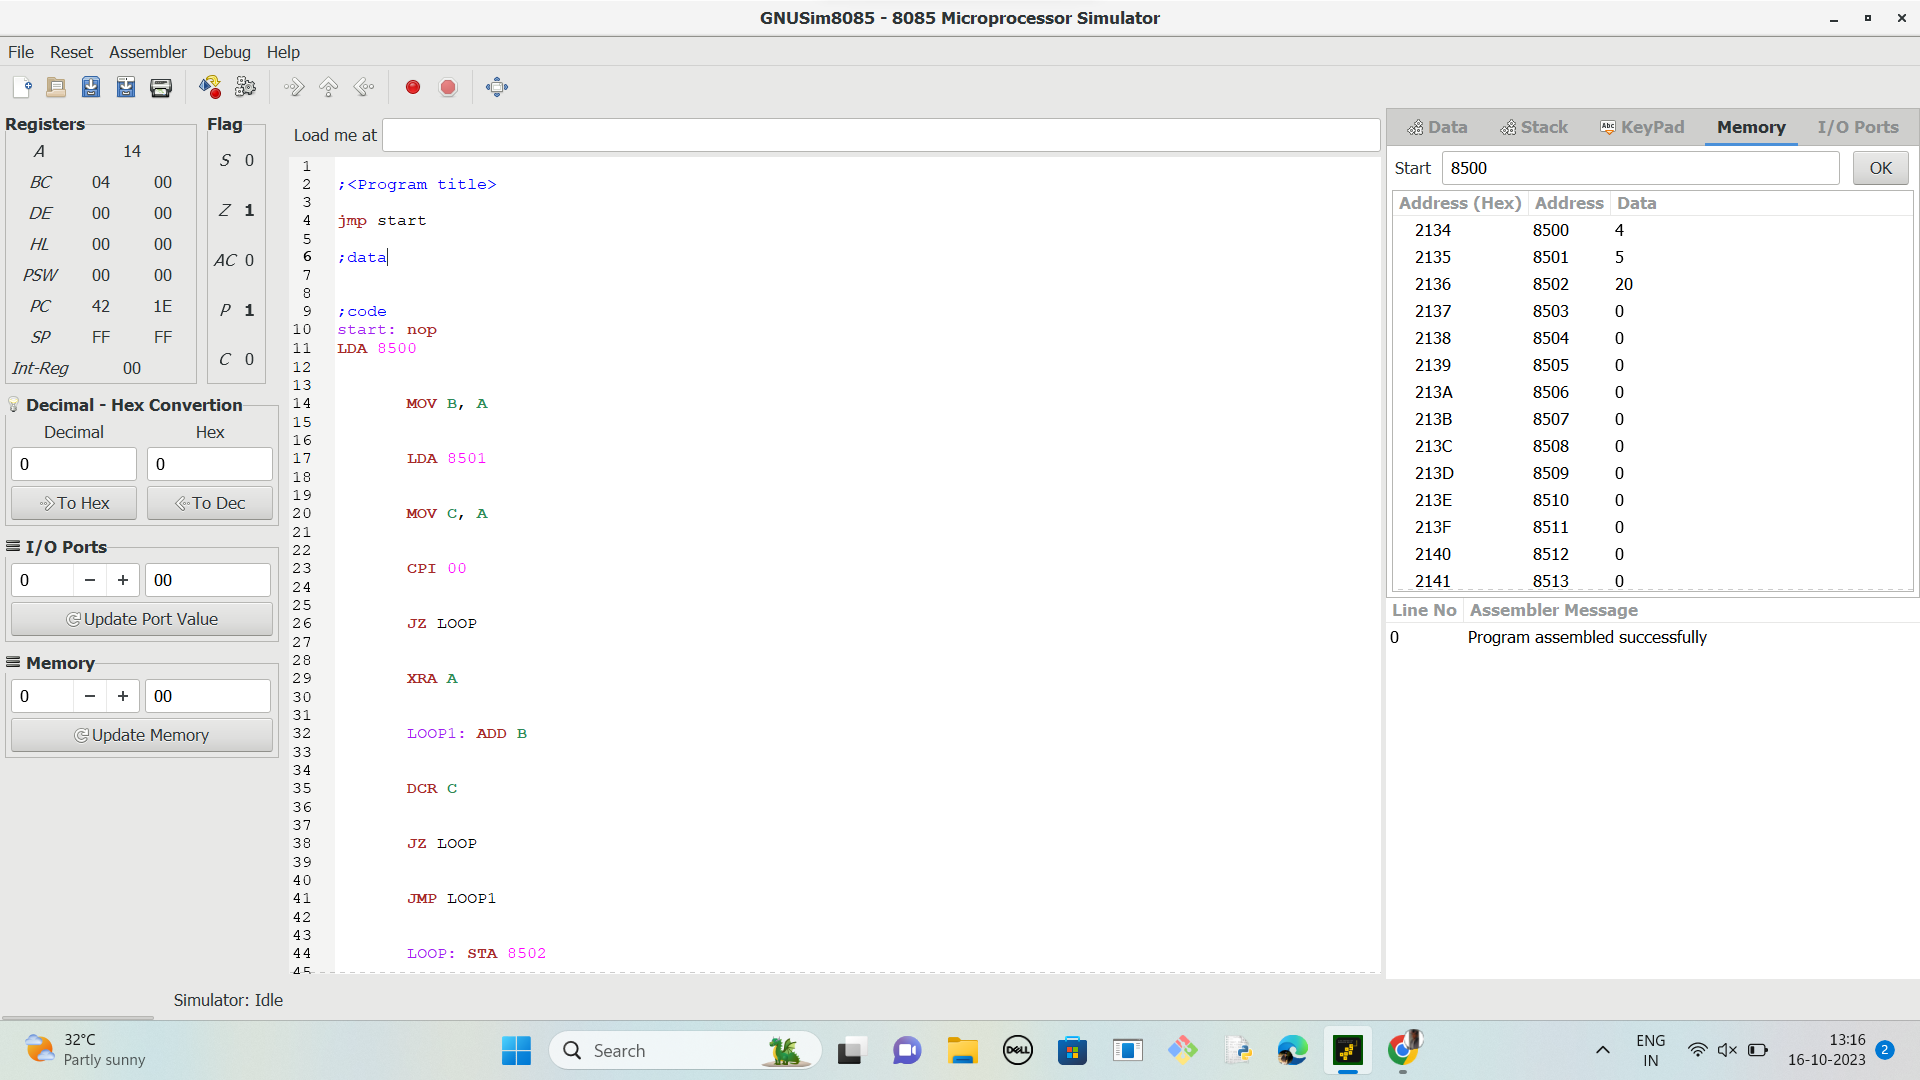 GNUSim8085 - 8085 Microprocessor Simulator
File Reset Assembler Debug Help
Registers
A 14
BC 04 00
DE 00 00
HL 00 00
PSW 00 00
PC 42 1E
SP FF FF
Int-Reg 00
Flag
S 0
Z 1
AC 0
P 1
C 0
Decimal - Hex Convertion
Decimal Hex
0 0
To Hex To Dec
I/O Ports
0 − + 00
Update Port Value
Memory
0 − + 00
Update Memory
Load me at
1
2 ;<Program title>
3
4 jmp start
5
6 ;data
7
8
9 ;code
10 start: nop
11 LDA 8500
12
13
14 MOV B, A
15
16
17 LDA 8501
18
19
20 MOV C, A
21
22
23 CPI 00
24
25
26 JZ LOOP
27
28
29 XRA A
30
31
32 LOOP1: ADD B
33
34
35 DCR C
36
37
38 JZ LOOP
39
40
41 JMP LOOP1
42
43
44 LOOP: STA 8502
45
Data Stack Abc KeyPad Memory I/O Ports
Start 8500 OK
Address (Hex) Address Data
2134 8500 4
2135 8501 5
2136 8502 20
2137 8503 0
2138 8504 0
2139 8505 0
213A 8506 0
213B 8507 0
213C 8508 0
213D 8509 0
213E 8510 0
213F 8511 0
2140 8512 0
2141 8513 0
Line No Assembler Message
0 Program assembled successfully
Simulator: Idle
32°C
Partly sunny
Search
DELL
ENG
IN
13:16
16-10-2023
2